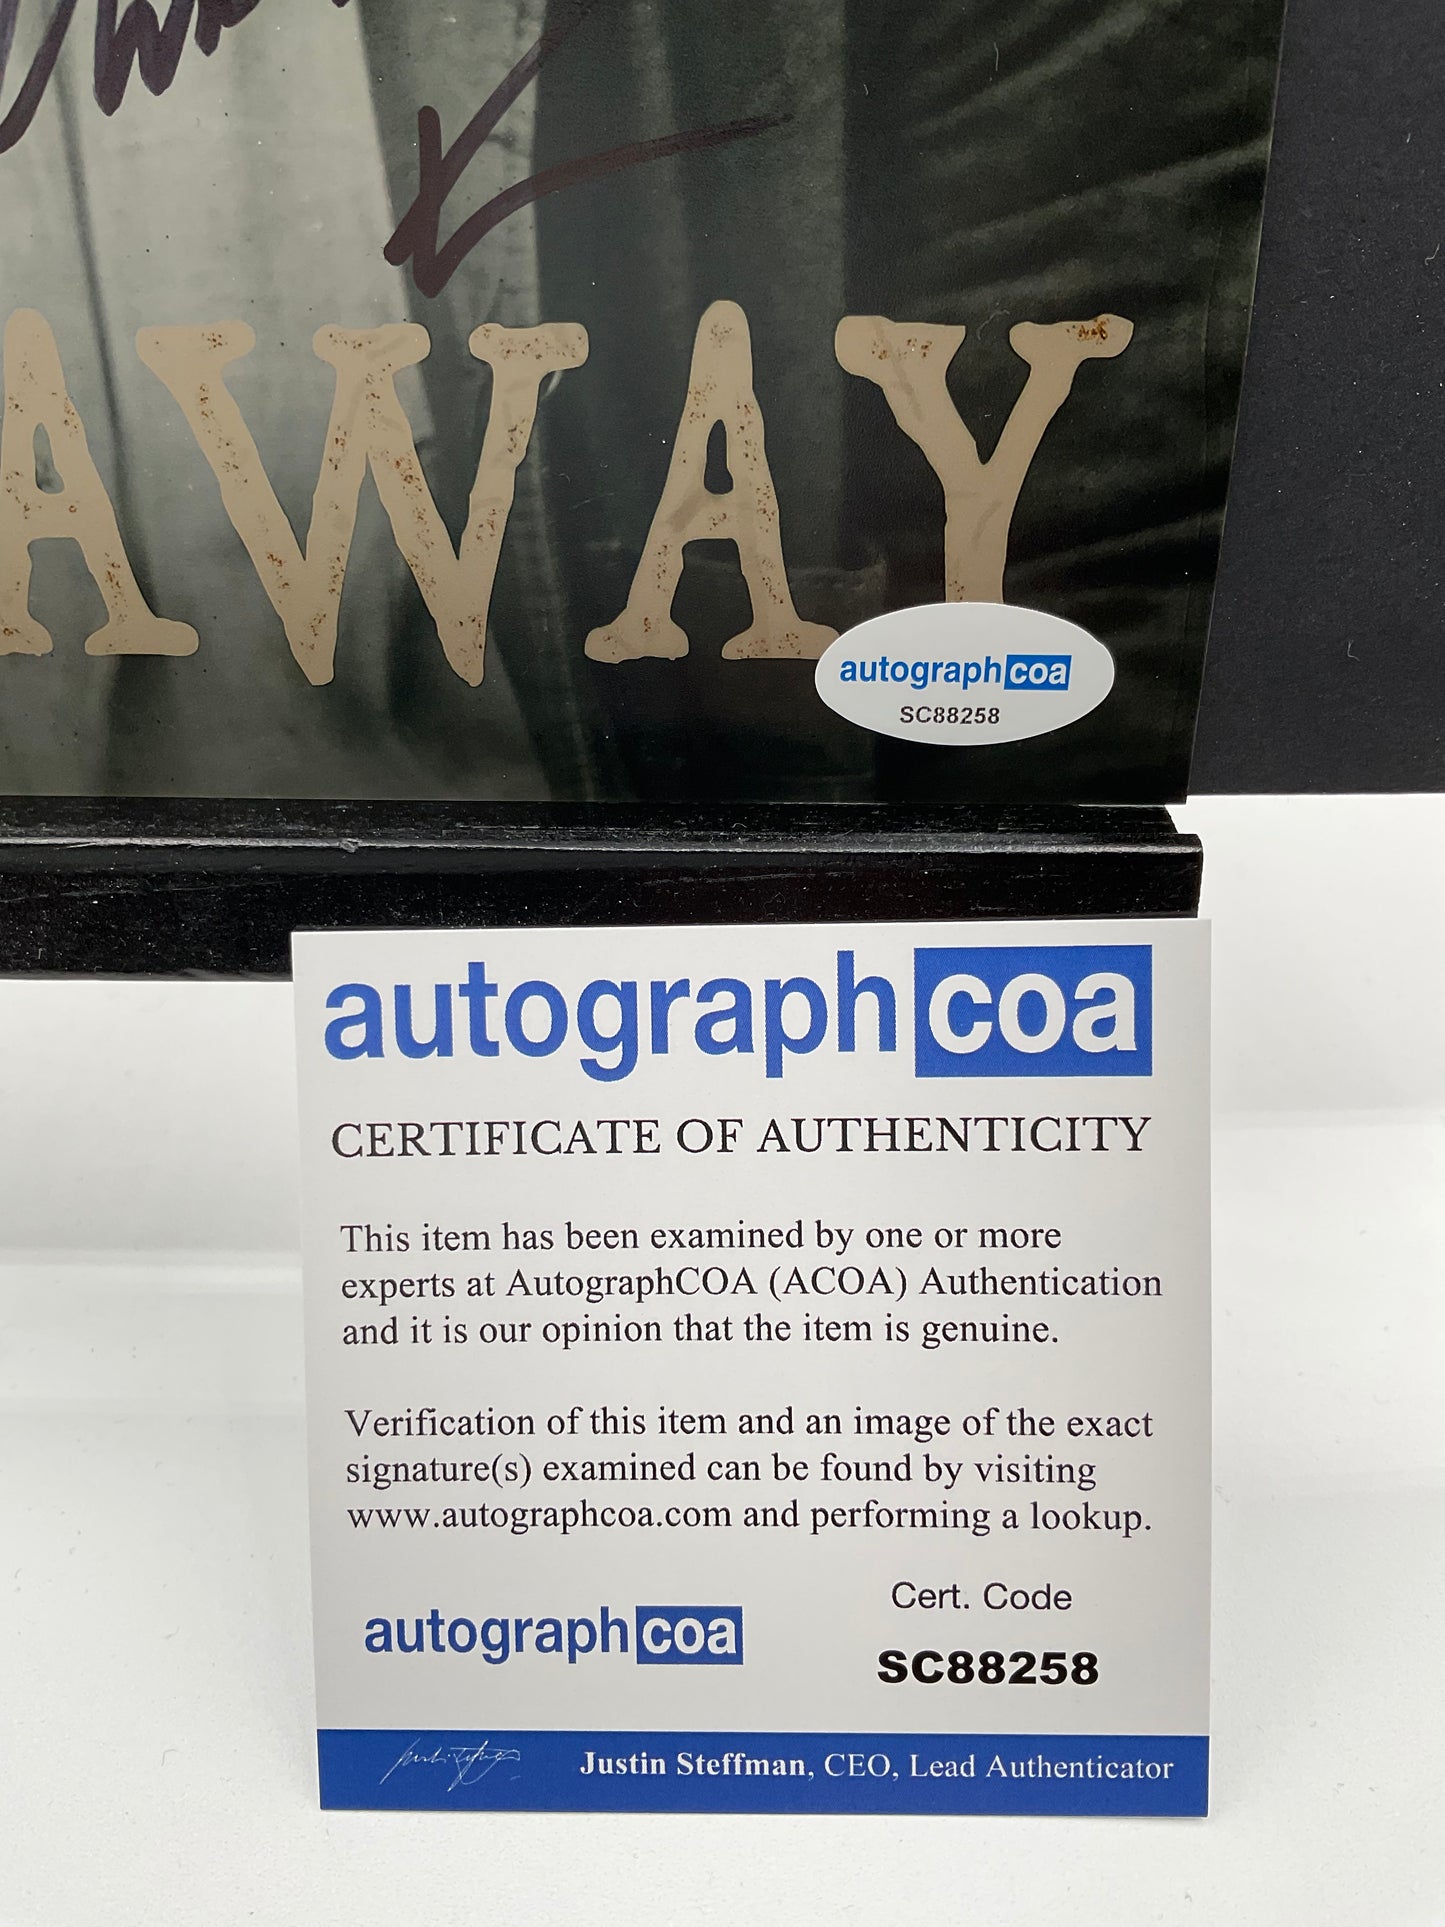 AWAY
autographcoa
SC88258
autographcoa
CERTIFICATE OF AUTHENTICITY
This item has been examined by one or more
experts at AutographCOA (ACOA) Authentication
and it is our opinion that the item is genuine.
Verification of this item and an image of the exact
signature(s) examined can be found by visiting
www.autographcoa.com and performing a lookup.
Cert. Code
autographcoa
SC88258
Justin Steffman, CEO, Lead Authenticator